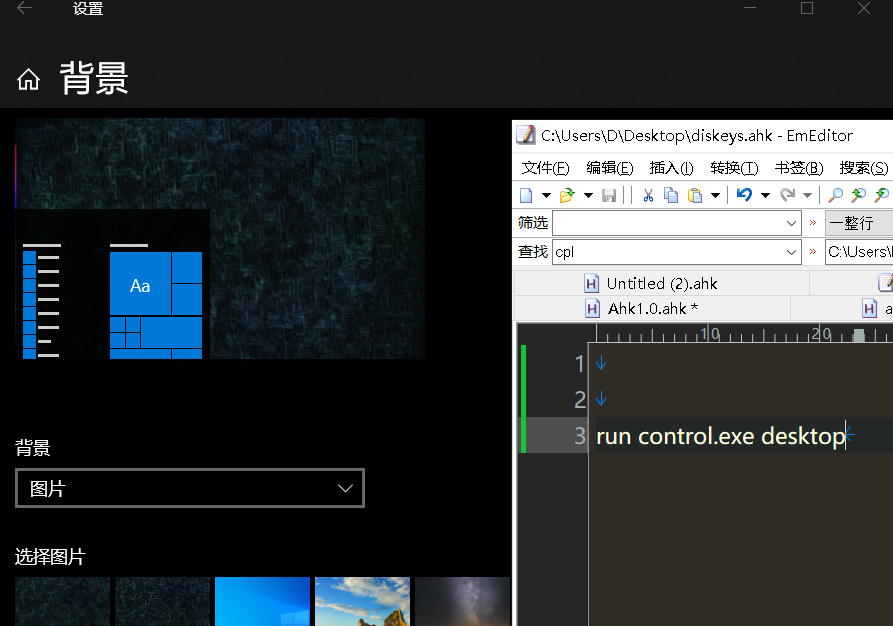 设置
背景
Aa
背景
图片
选择图片
C:\Users\D\Desktop\diskeys.ahk - EmEditor
文件(F) 编辑(E) 插入(I) 转换(T) 书签(B) 搜索(S)
筛选 » 一整行
查找 cpl » C:\Users\
Untitled (2).ahk
Ahk1.0.ahk * a
10 20
1
2
3 run control.exe desktop